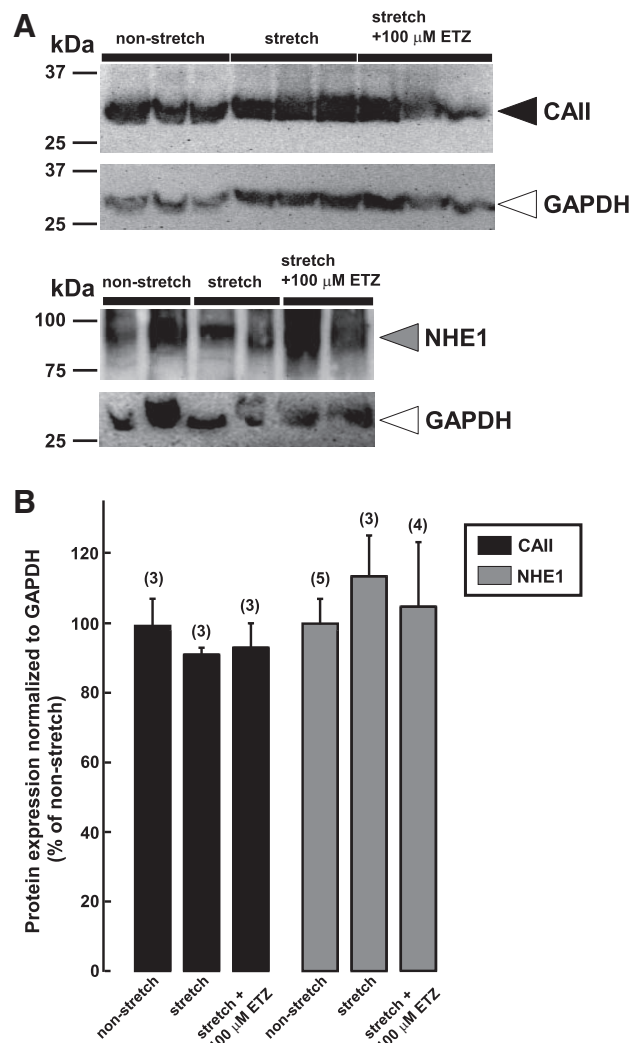 A
kDa
non-stretch
stretch
stretch
+100 μM ETZ
37
25
CAII
37
25
GAPDH
kDa
non-stretch
stretch
stretch
+100 μM ETZ
100
75
NHE1
25
GAPDH
B
Protein expression normalized to GAPDH
(% of non-stretch)
120
100
80
60
40
20
0
(3)
(3)
(3)
(5)
(3)
(4)
CAII
NHE1
non-stretch
stretch
stretch +
100 μM ETZ
non-stretch
stretch
stretch +
100 μM ETZ